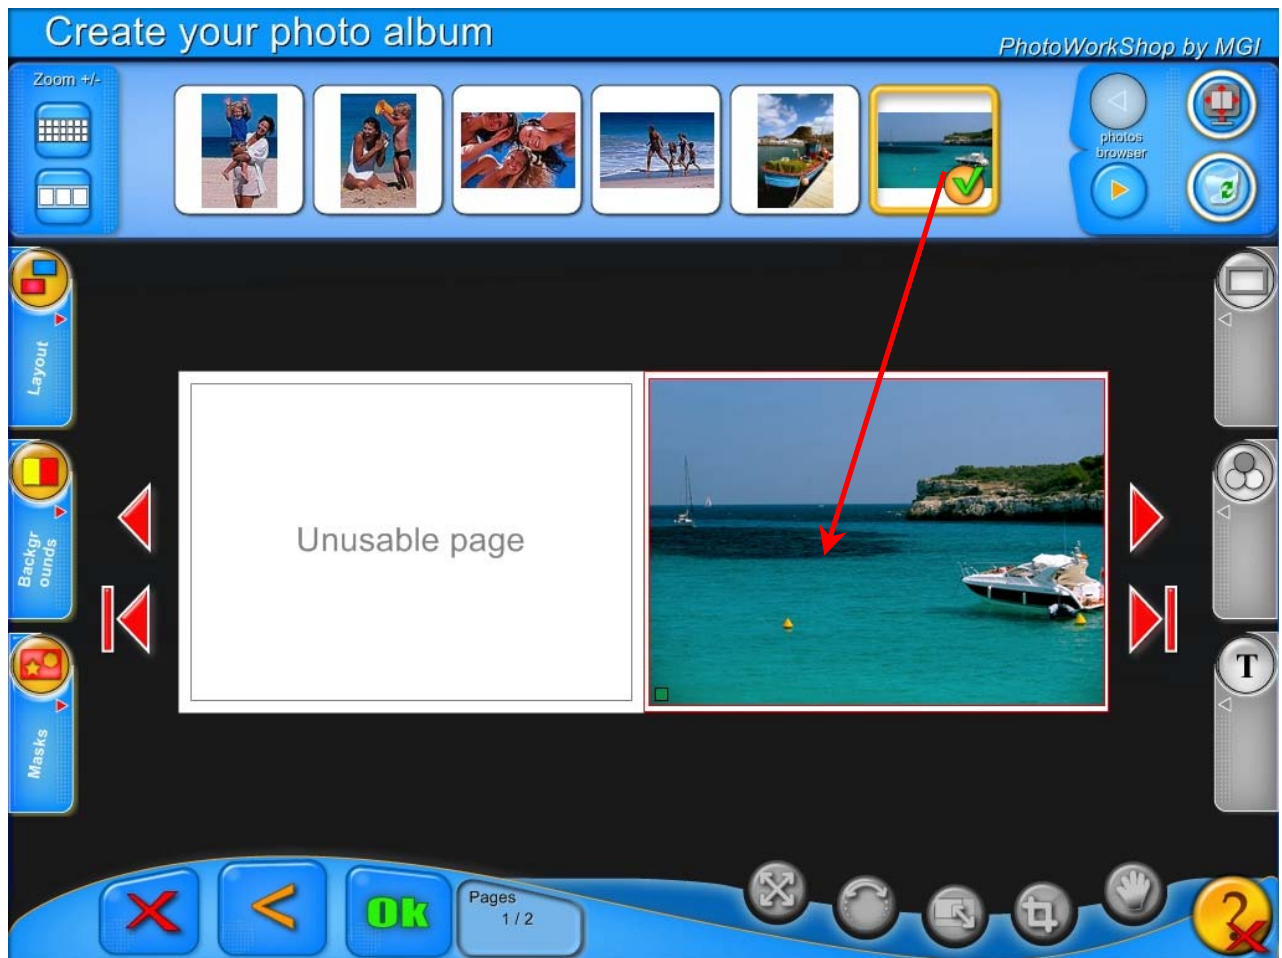 Create your photo album
PhotoWorkShop by MGI
Zoom +/-
photos
browser
Layout
Backgr
ounds
Unusable page
Masks
T
Ok
Pages
1 / 2
?